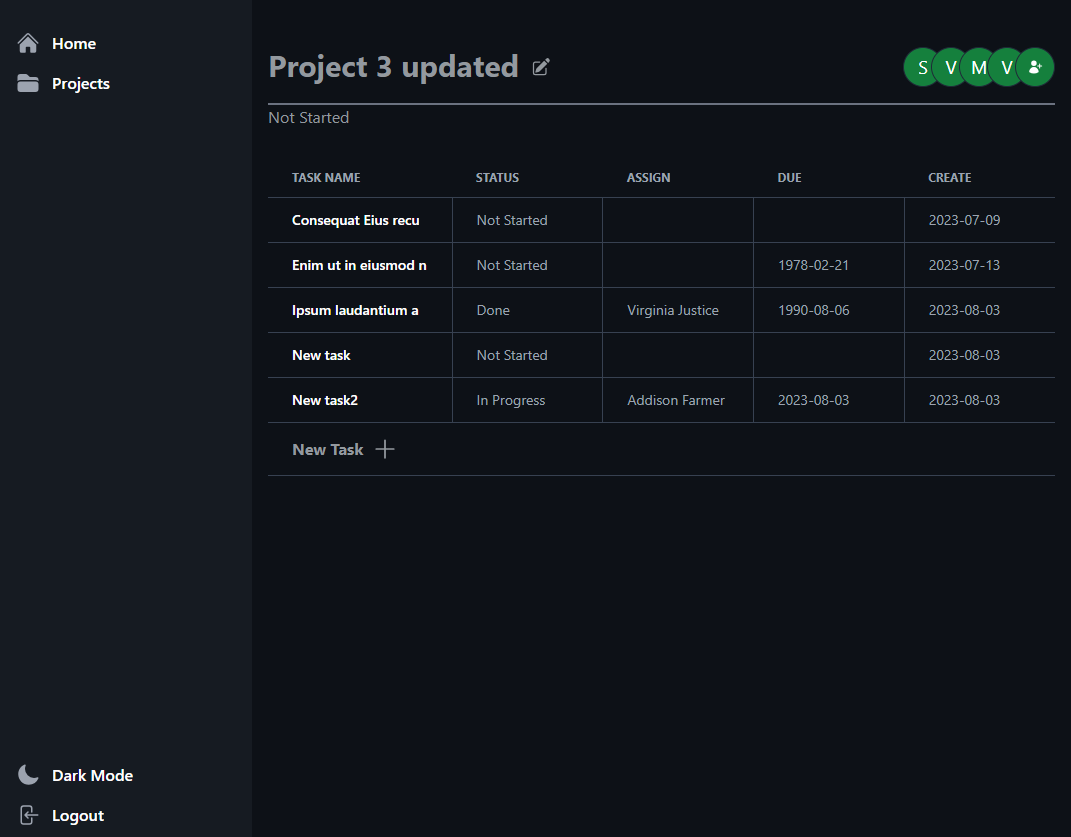 Home
Projects
Project 3 updated
S V M V
Not Started
TASK NAME STATUS ASSIGN DUE CREATE
Consequat Eius recu Not Started 2023-07-09
Enim ut in eiusmod n Not Started 1978-02-21 2023-07-13
Ipsum laudantium a Done Virginia Justice 1990-08-06 2023-08-03
New task Not Started 2023-08-03
New task2 In Progress Addison Farmer 2023-08-03 2023-08-03
New Task
Dark Mode
Logout